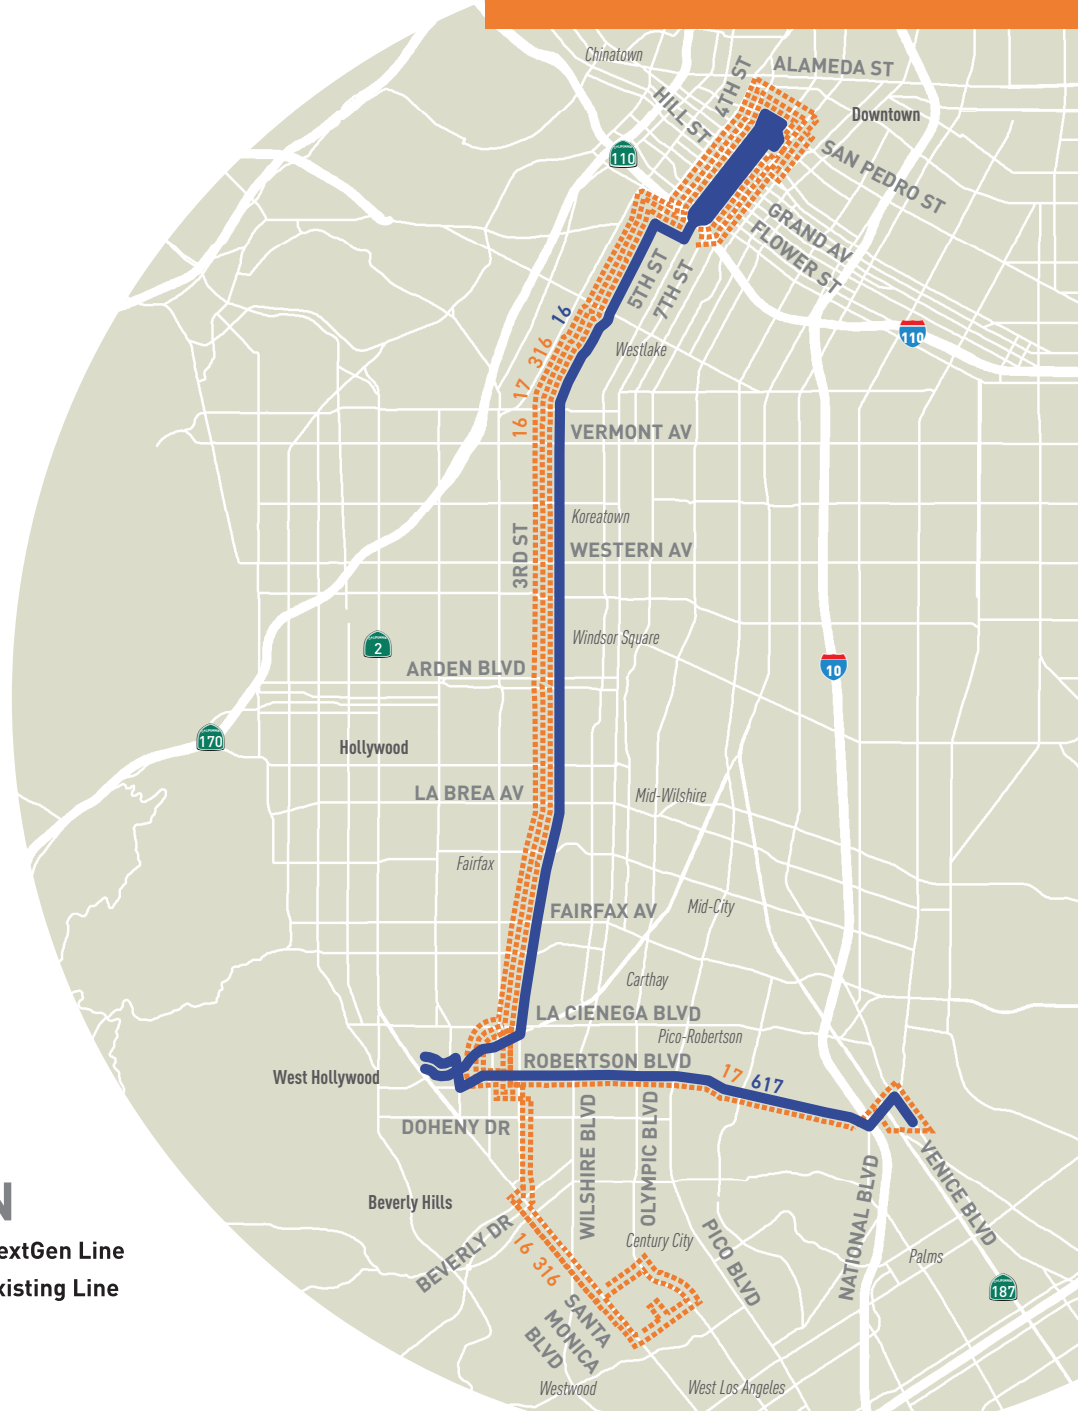 Chinatown
4TH ST
ALAMEDA ST
HILL ST
Downtown
CALIFORNIA
110
SAN PEDRO ST
GRAND AV
FLOWER ST
5TH ST
7TH ST
16
110
316
Westlake
17
16
VERMONT AV
Koreatown
3RD ST
WESTERN AV
Windsor Square
2
ARDEN BLVD
10
170
Hollywood
LA BREA AV
Mid-Wilshire
Fairfax
FAIRFAX AV
Mid-City
Carthay
LA CIENEGA BLVD
Pico-Robertson
ROBERTSON BLVD
West Hollywood
17 617
DOHENY DR
WILSHIRE BLVD
OLYMPIC BLVD
VENICE BLVD
NATIONAL BLVD
Beverly Hills
BEVERLY DR
16 316
Century City
PICO BLVD
Palms
187
SANTA
MONICA
BLVD
Westwood
West Los Angeles
N
extGen Line
xisting Line